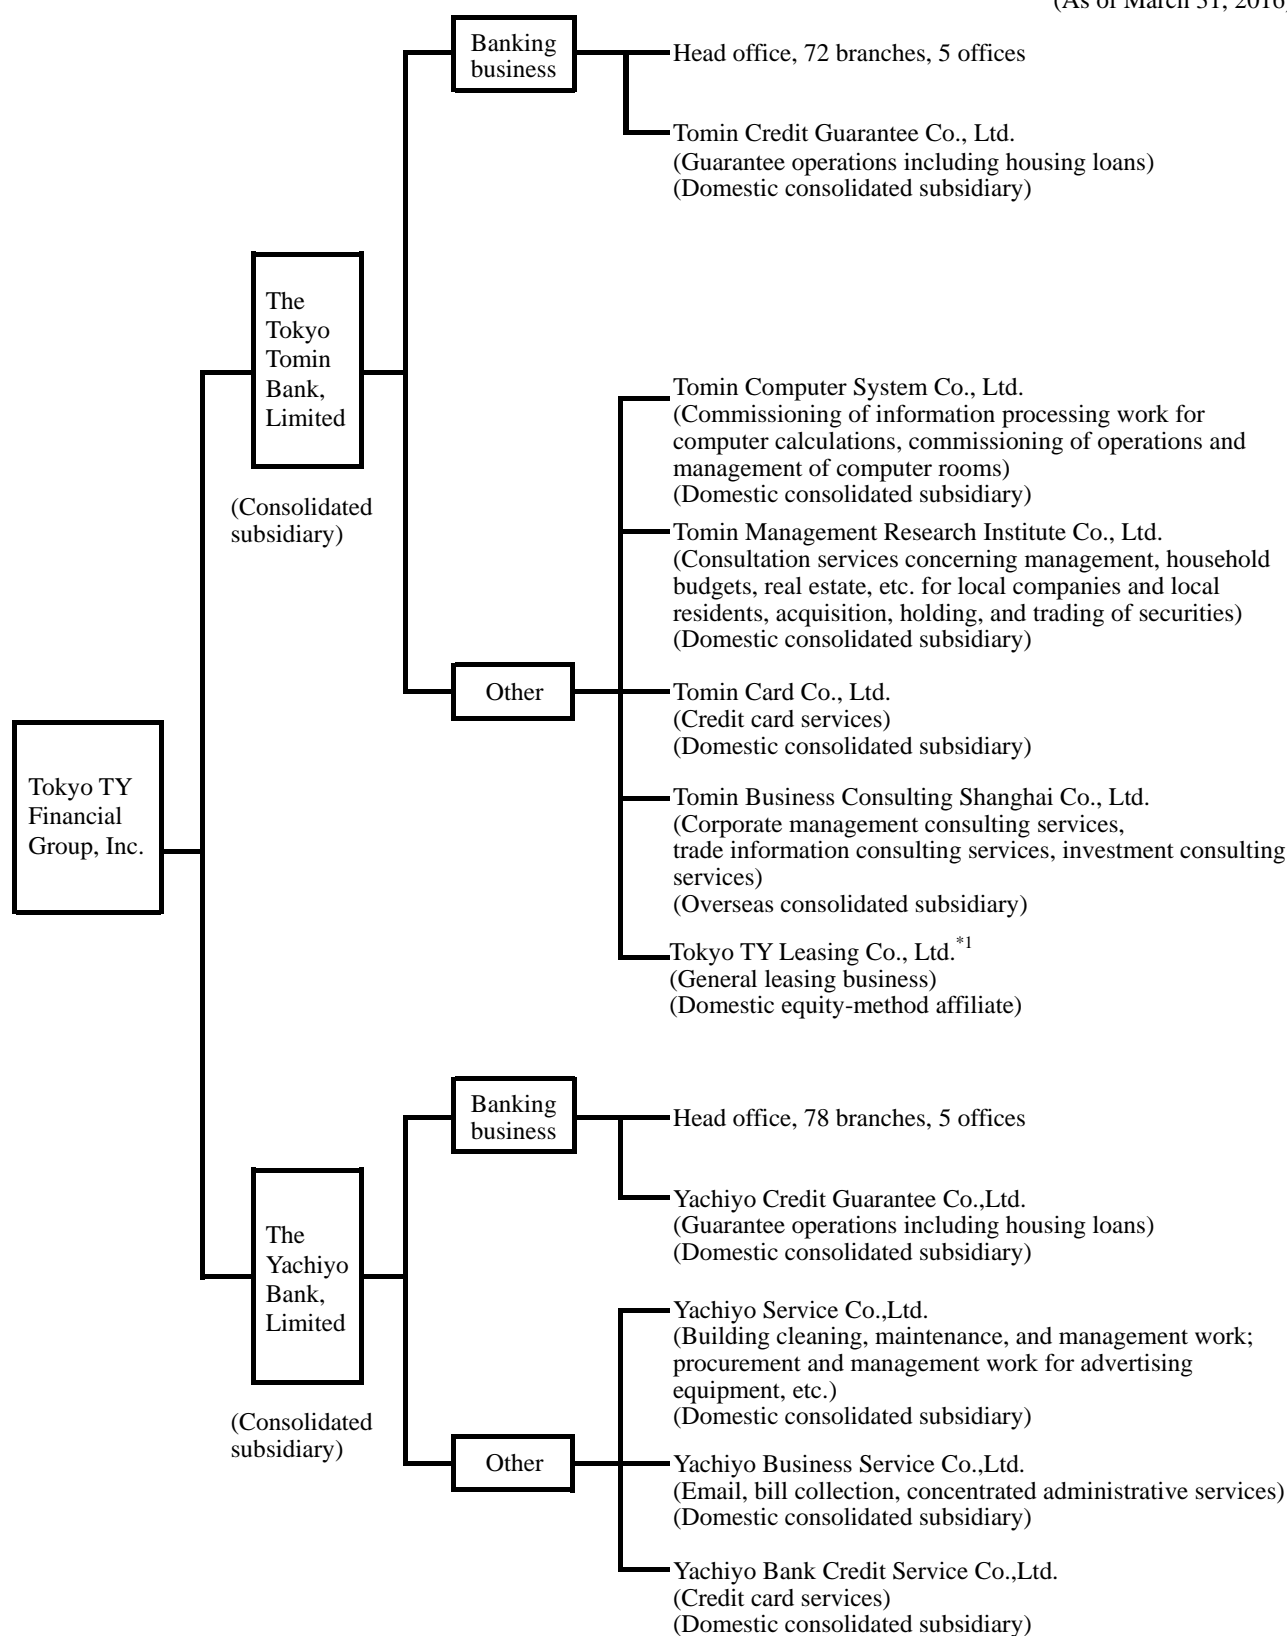 (As of March 31, 2016)
Banking
business
Head office, 72 branches, 5 offices
Tomin Credit Guarantee Co., Ltd.
(Guarantee operations including housing loans)
(Domestic consolidated subsidiary)
The
Tokyo
Tomin
Bank,
Limited
(Consolidated
subsidiary)
Tomin Computer System Co., Ltd.
(Commissioning of information processing work for
computer calculations, commissioning of operations and
management of computer rooms)
(Domestic consolidated subsidiary)
Tomin Management Research Institute Co., Ltd.
(Consultation services concerning management, household
budgets, real estate, etc. for local companies and local
residents, acquisition, holding, and trading of securities)
(Domestic consolidated subsidiary)
Other
Tomin Card Co., Ltd.
(Credit card services)
(Domestic consolidated subsidiary)
Tokyo TY
Financial
Group, Inc.
Tomin Business Consulting Shanghai Co., Ltd.
(Corporate management consulting services,
trade information consulting services, investment consulting
services)
(Overseas consolidated subsidiary)
Tokyo TY Leasing Co., Ltd.*1
(General leasing business)
(Domestic equity-method affiliate)
Banking
business
Head office, 78 branches, 5 offices
Yachiyo Credit Guarantee Co.,Ltd.
(Guarantee operations including housing loans)
(Domestic consolidated subsidiary)
The
Yachiyo
Bank,
Limited
(Consolidated
subsidiary)
Yachiyo Service Co.,Ltd.
(Building cleaning, maintenance, and management work;
procurement and management work for advertising
equipment, etc.)
(Domestic consolidated subsidiary)
Other
Yachiyo Business Service Co.,Ltd.
(Email, bill collection, concentrated administrative services)
(Domestic consolidated subsidiary)
Yachiyo Bank Credit Service Co.,Ltd.
(Credit card services)
(Domestic consolidated subsidiary)